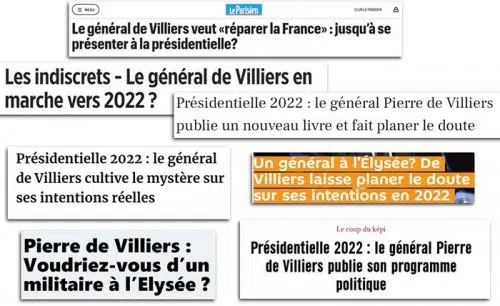 MENU
Le Parisien
CLUB LE PARISIEN
Le général de Villiers veut «réparer la France» : jusqu'à se
présenter à la présidentielle?
Les indiscrets - Le général de Villiers en
marche vers 2022 ?
Présidentielle 2022 : le général Pierre de Villiers
publie un nouveau livre et fait planer le doute
Présidentielle 2022 : le général
de Villiers cultive le mystère sur
ses intentions réelles
Un général à l'Élysée? De
Villiers laisse planer le doute
sur ses intentions en 2022
Pierre de Villiers :
Voudriez-vous d'un
militaire à l'Elysée ?
Le coup du képi
Présidentielle 2022 : le général Pierre
de Villiers publie son programme
politique